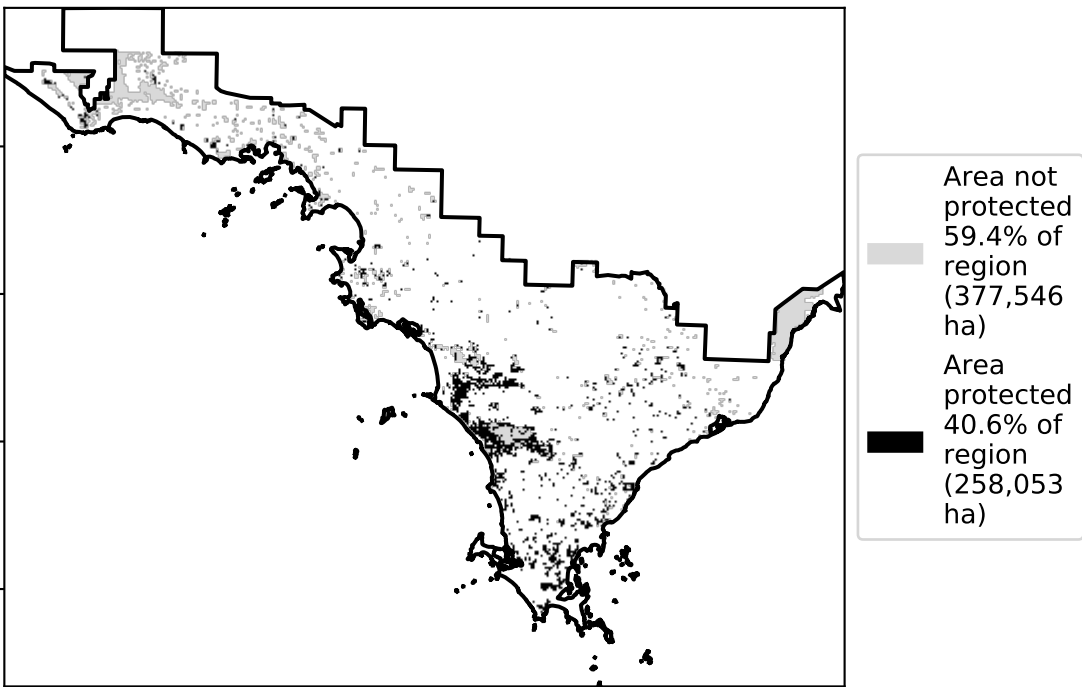 Area not
protected
59.4% of
region
(377,546
ha)
Area
protected
40.6% of
region
(258,053
ha)